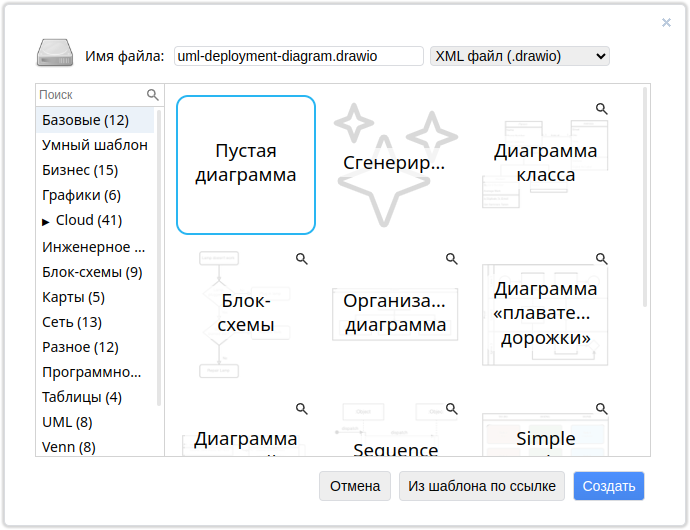 ×
Имя файла: uml-deployment-diagram.drawio XML файл (.drawio)
Поиск
Базовые (12)
Умный шаблон
Бизнес (15)
Графики (6)
▶ Cloud (41)
Инженерное ...
Блок-схемы (9)
Карты (5)
Сеть (13)
Разное (12)
Программно...
Таблицы (4)
UML (8)
Venn (8)
Пустая
диаграмма
Сгенерир...
Диаграмма
класса
Блок-
схемы
Организа...
диаграмма
Диаграмма
«плавате...
дорожки»
Диаграмма
Sequence
Simple
Отмена
Из шаблона по ссылке
Создать